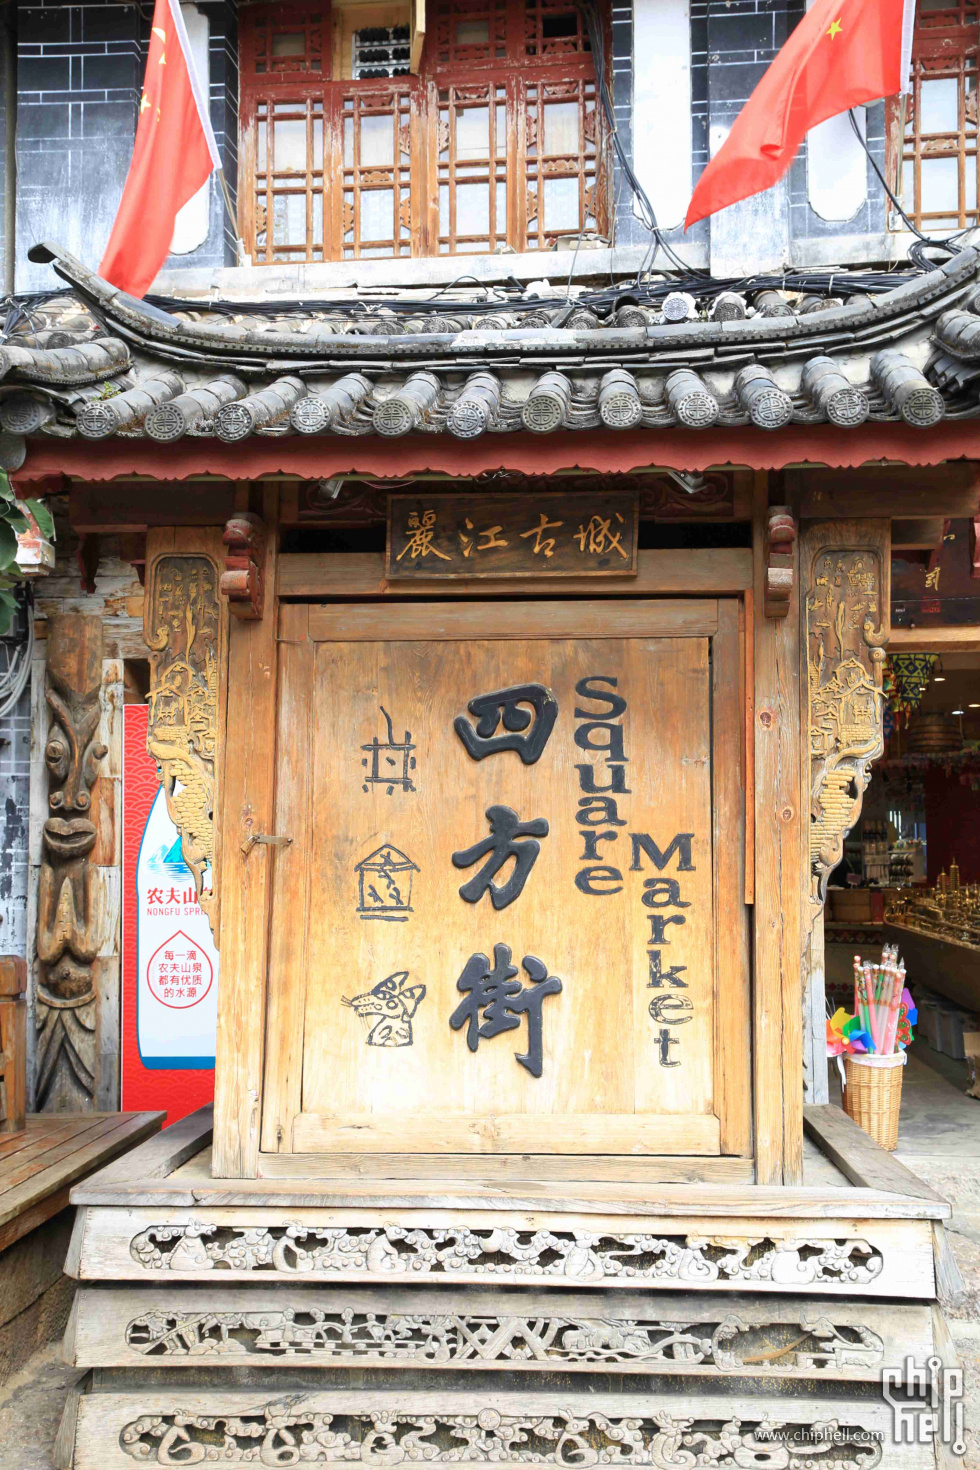 麗江古城
四方街
Square
Market
农夫山
NONGFU SPRI
每一滴
农夫山泉
都有优质
的水源
chip
hell
www.chiphell.com